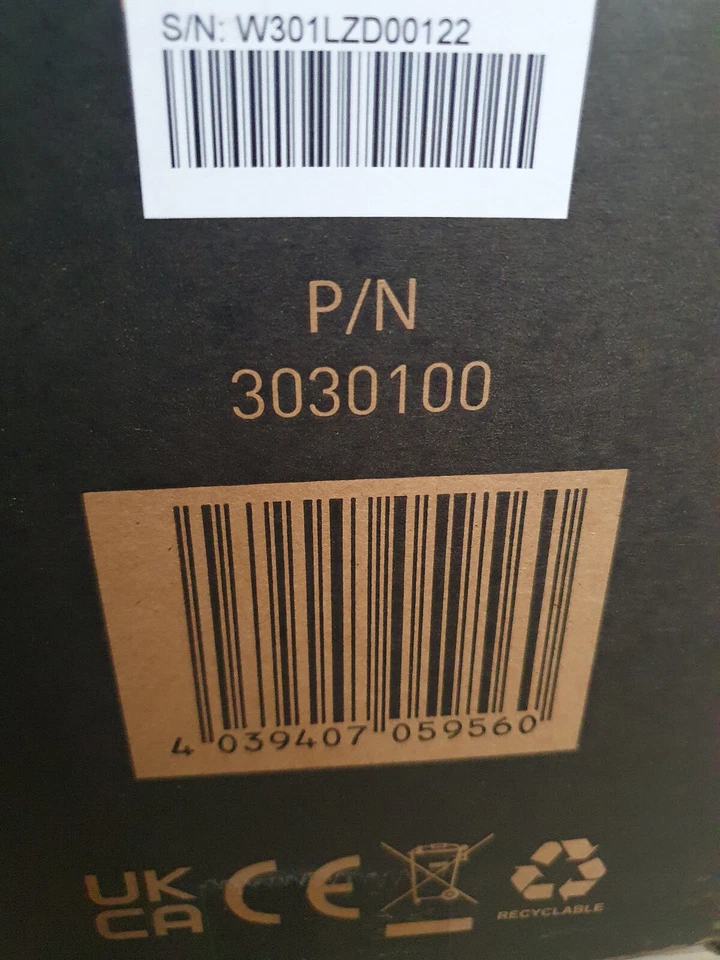 S/N: W301LZD00122
P/N
3030100
4 039407 059560
UK
CA
CE
RECYCLABLE